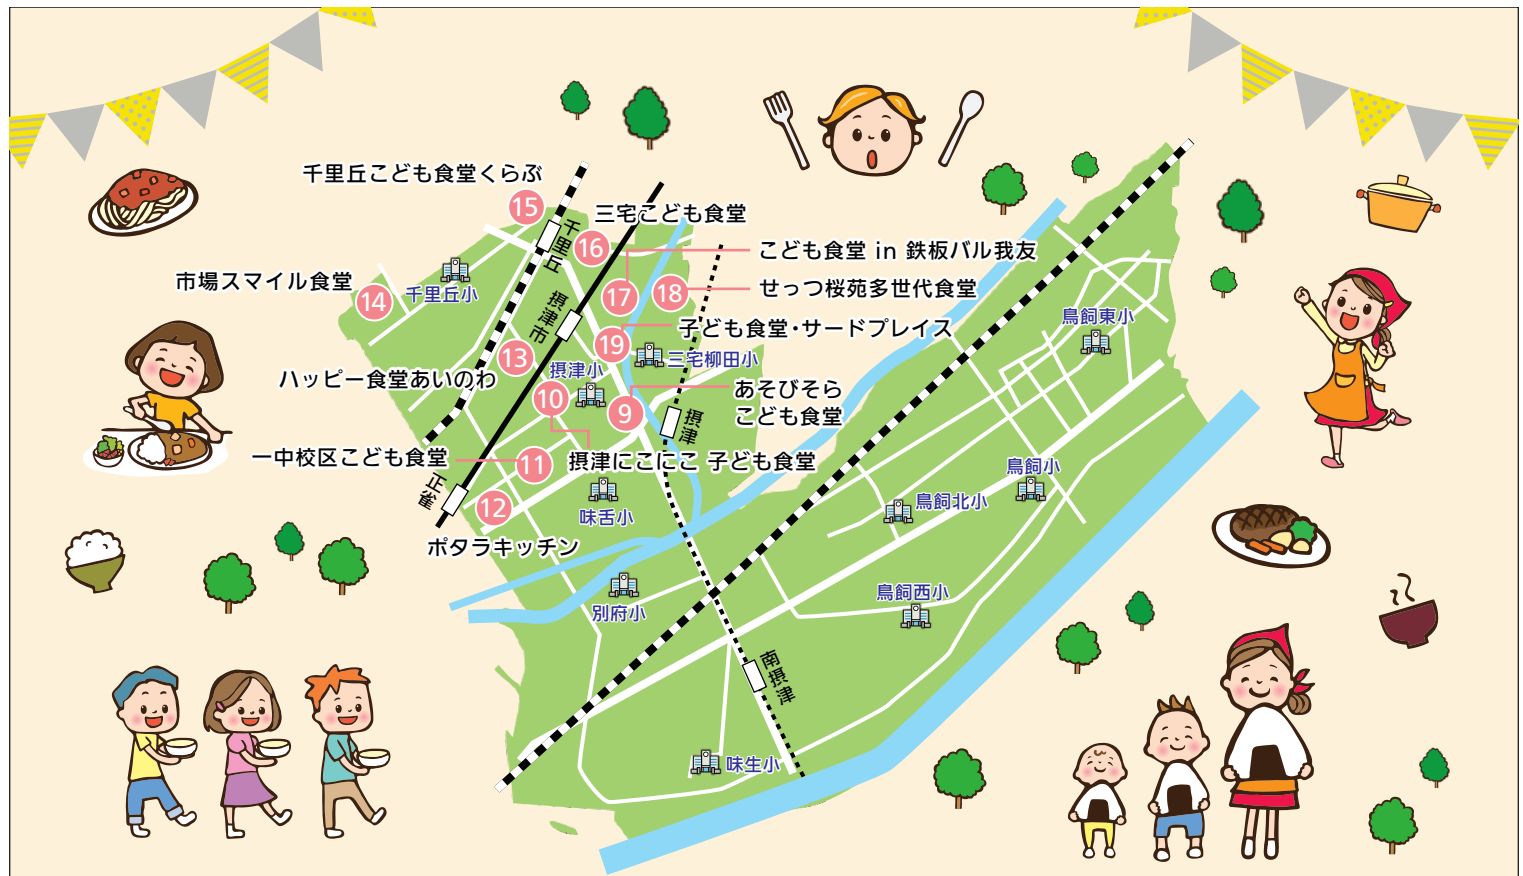 千里丘こども食堂くらぶ
15
千里丘
16
三宅こども食堂
こども食堂 in 鉄板バル我友
17
18
せっつ桜苑多世代食堂
市場スマイル食堂
14
千里丘小
摂津市
19
子ども食堂・サードプレイス
三宅柳田小
鳥飼東小
13
ハッピー食堂あいのわ
摂津小
10
9
あそびそら
こども食堂
摂津
一中校区こども食堂
11
摂津にこにこ 子ども食堂
正雀
12
味舌小
鳥飼小
鳥飼北小
ポタラキッチン
別府小
鳥飼西小
南摂津
味生小